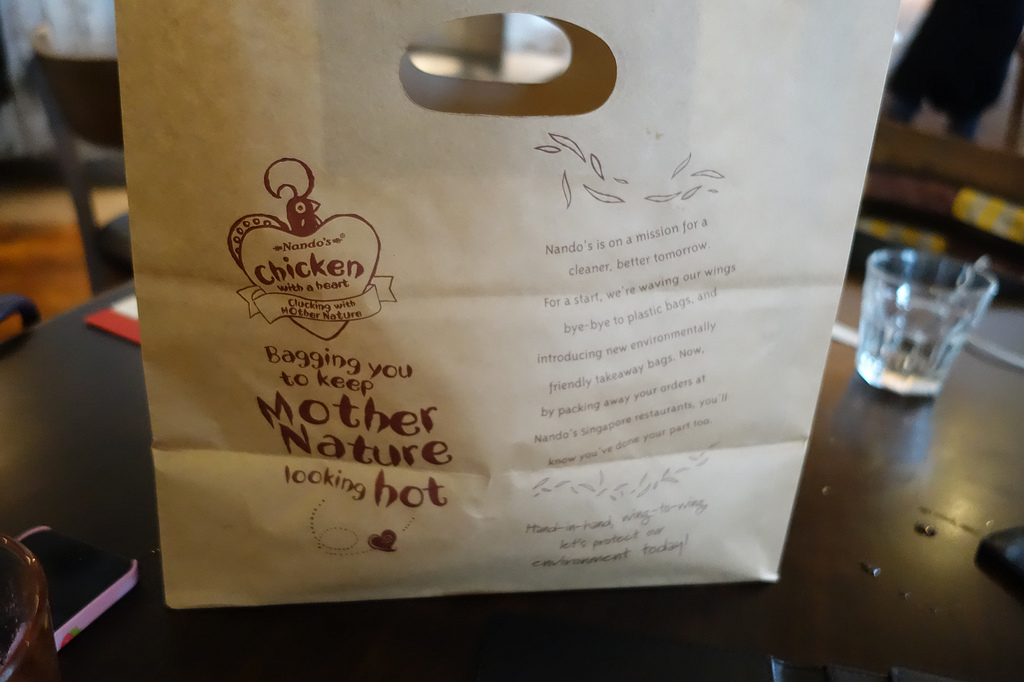 Nando's®
Chicken
with a heart
Clucking with
Mother Nature
Bagging you
to keep
Mother
Nature
looking hot
Nando's is on a mission for a
cleaner, better tomorrow.
For a start, we're waving our wings
bye-bye to plastic bags, and
introducing new environmentally
friendly takeaway bags. Now,
by packing away your orders at
Nando's Singapore restaurants, you'll
know you've done your part too.
Hand-in-hand, wing-to-wing,
let's protect our
environment today!